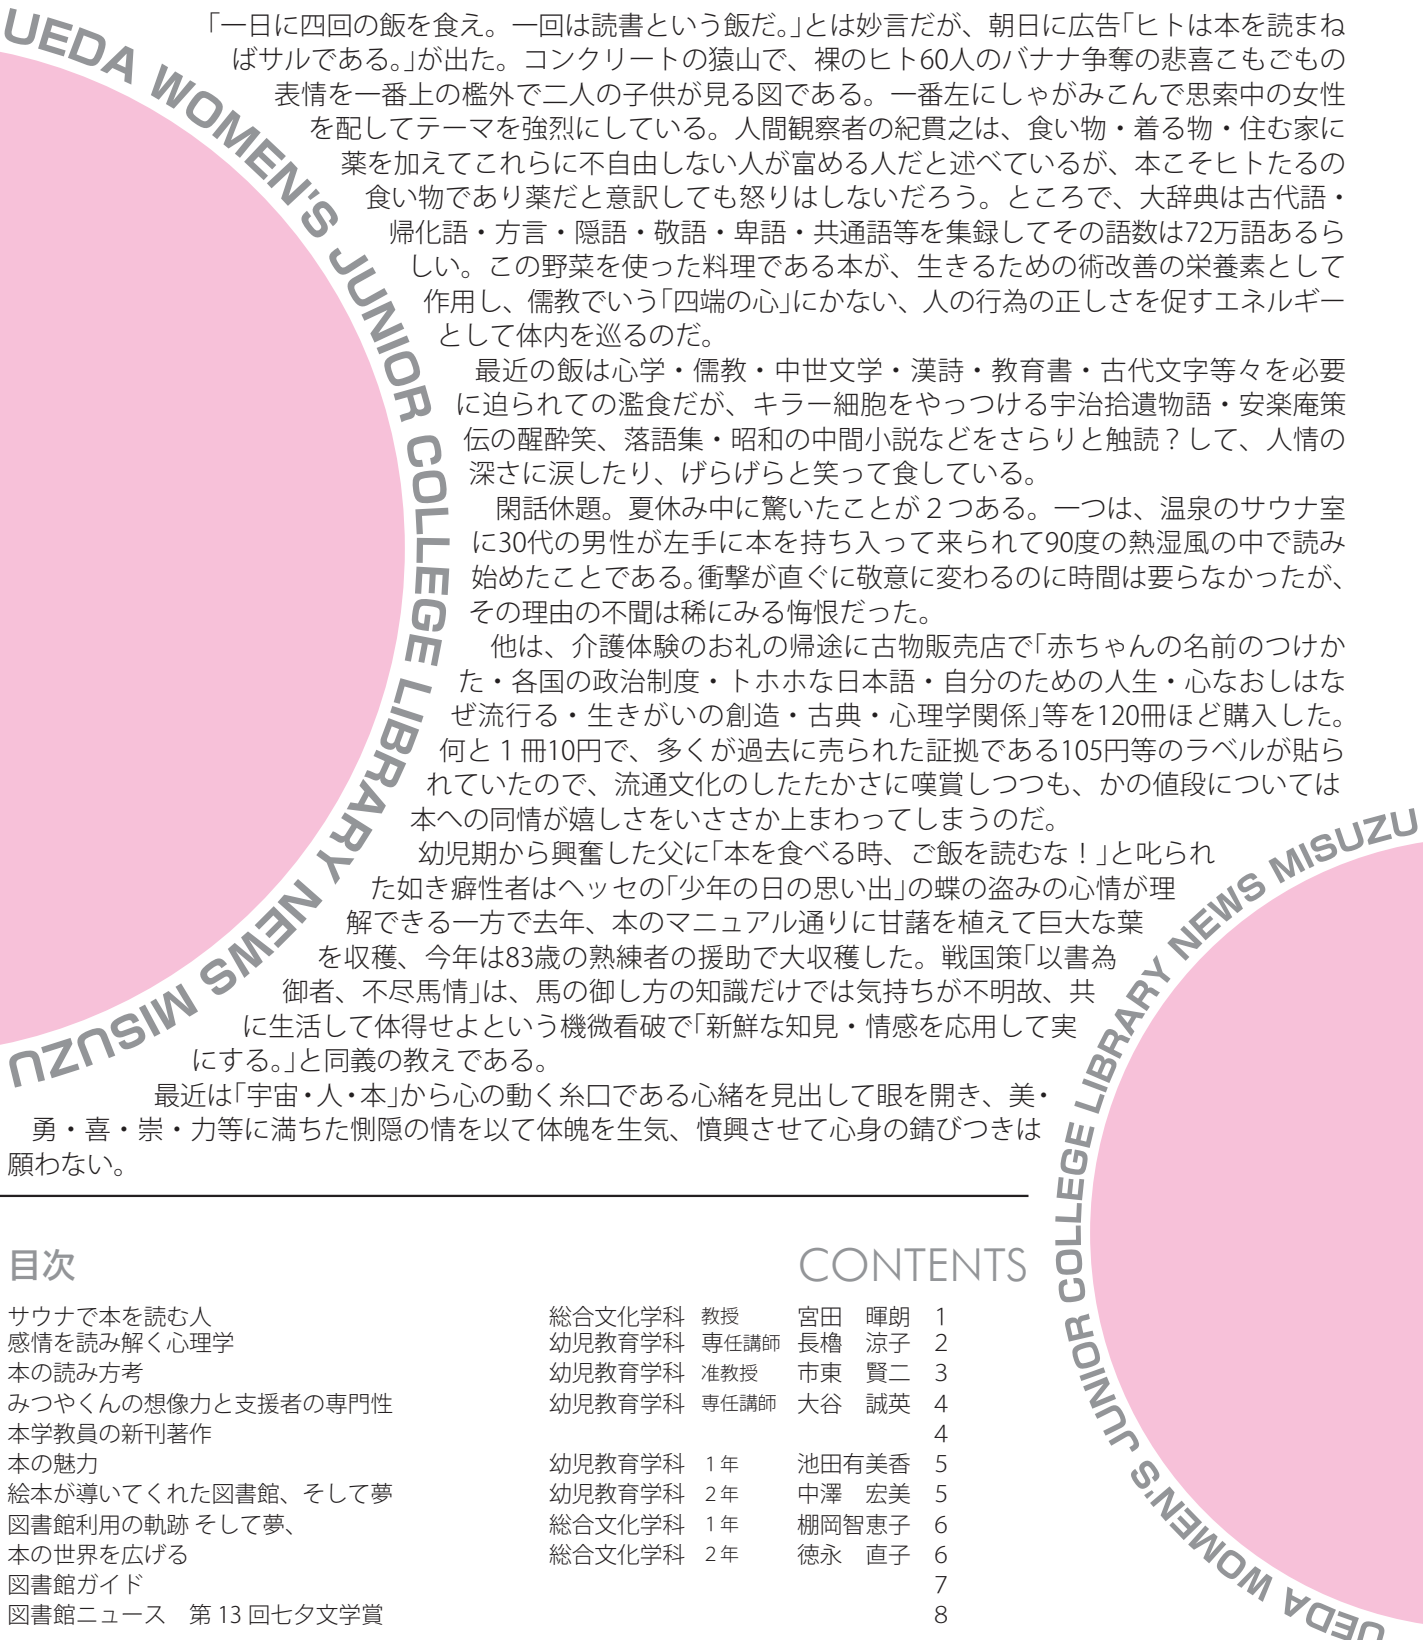 UEDA WOMEN'S JUNIOR COLLEGE LIBRARY NEWS MISUZU
「一日に四回の飯を食え。一回は読書という飯だ。」とは妙言だが、朝日に広告「ヒトは本を読まね
ばサルである。」が出た。コンクリートの猿山で、裸のヒト60人のバナナ争奪の悲喜こもごもの
表情を一番上の檻外で二人の子供が見る図である。一番左にしゃがみこんで思索中の女性
を配してテーマを強烈にしている。人間観察者の紀貫之は、食い物・着る物・住む家に
薬を加えてこれらに不自由しない人が富める人だと述べているが、本こそヒトたるの
食い物であり薬だと意訳しても怒りはしないだろう。ところで、大辞典は古代語・
帰化語・方言・隠語・敬語・卑語・共通語等を集録してその語数は72万語あるら
しい。この野菜を使った料理である本が、生きるための術改善の栄養素として
作用し、儒教でいう「四端の心」にかない、人の行為の正しさを促すエネルギー
として体内を巡るのだ。
最近の飯は心学・儒教・中世文学・漢詩・教育書・古代文字等々を必要
に迫られての濫食だが、キラー細胞をやっつける宇治拾遺物語・安楽庵策
伝の醒酔笑、落語集・昭和の中間小説などをさらりと触読？して、人情の
深さに涙したり、げらげらと笑って食している。
閑話休題。夏休み中に驚いたことが２つある。一つは、温泉のサウナ室
に30代の男性が左手に本を持ち入って来られて90度の熱湿風の中で読み
始めたことである。衝撃が直ぐに敬意に変わるのに時間は要らなかったが、
その理由の不聞は稀にみる悔恨だった。
他は、介護体験のお礼の帰途に古物販売店で「赤ちゃんの名前のつけか
た・各国の政治制度・トホホな日本語・自分のための人生・心なおしはな
ぜ流行る・生きがいの創造・古典・心理学関係」等を120冊ほど購入した。
何と１冊10円で、多くが過去に売られた証拠である105円等のラベルが貼ら
れていたので、流通文化のしたたかさに嘆賞しつつも、かの値段については
本への同情が嬉しさをいささか上まわってしまうのだ。
幼児期から興奮した父に「本を食べる時、ご飯を読むな！」と叱られ
た如き癖性者はヘッセの「少年の日の思い出」の蝶の盗みの心情が理
解できる一方で去年、本のマニュアル通りに甘藷を植えて巨大な葉
を収穫、今年は83歳の熟練者の援助で大収穫した。戦国策「以書為
御者、不尽馬情」は、馬の御し方の知識だけでは気持ちが不明故、共
に生活して体得せよという機微看破で「新鮮な知見・情感を応用して実
にする。」と同義の教えである。
最近は「宇宙・人・本」から心の動く糸口である心緒を見出して眼を開き、美・
勇・喜・崇・力等に満ちた惻隠の情を以て体魄を生気、憤興させて心身の錆びつきは
願わない。
UEDA WOMEN'S JUNIOR COLLEGE LIBRARY NEWS MISUZU
目次 CONTENTS
サウナで本を読む人 総合文化学科 教授 宮田 暉朗 1
感情を読み解く心理学 幼児教育学科 専任講師 長櫓 涼子 2
本の読み方考 幼児教育学科 准教授 市東 賢二 3
みつやくんの想像力と支援者の専門性 幼児教育学科 専任講師 大谷 誠英 4
本学教員の新刊著作 4
本の魅力 幼児教育学科 1年 池田有美香 5
絵本が導いてくれた図書館、そして夢 幼児教育学科 2年 中澤 宏美 5
図書館利用の軌跡 そして夢、 総合文化学科 1年 棚岡智恵子 6
本の世界を広げる 総合文化学科 2年 徳永 直子 6
図書館ガイド 7
図書館ニュース 第13回七夕文学賞 8